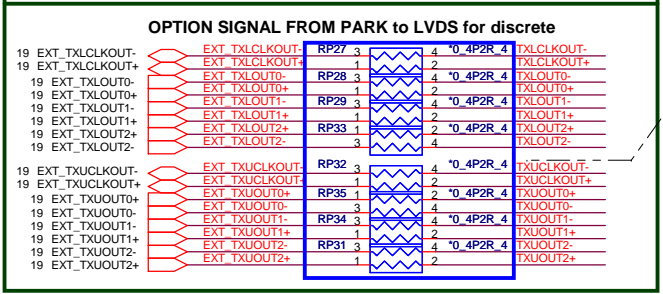 OPTION SIGNAL FROM PARK to LVDS for discrete
19 EXT_TXLCLKOUT- EXT_TXLCLKOUT- RP27 3 4 *0_4P2R_4 TXLCLKOUT-
19 EXT_TXLCLKOUT+ EXT_TXLCLKOUT+ 1 2 TXLCLKOUT+
19 EXT_TXLOUT0- EXT_TXLOUT0- RP28 3 4 *0_4P2R_4 TXLOUT0-
19 EXT_TXLOUT0+ EXT_TXLOUT0+ 1 2 TXLOUT0+
19 EXT_TXLOUT1- EXT_TXLOUT1- RP29 3 4 *0_4P2R_4 TXLOUT1-
19 EXT_TXLOUT1+ EXT_TXLOUT1+ 1 2 TXLOUT1+
19 EXT_TXLOUT2+ EXT_TXLOUT2+ RP33 1 2 *0_4P2R_4 TXLOUT2+
19 EXT_TXLOUT2- EXT_TXLOUT2- 3 4 TXLOUT2-
19 EXT_TXUCLKOUT- EXT_TXUCLKOUT- RP32 3 4 *0_4P2R_4 TXUCLKOUT-
19 EXT_TXUCLKOUT+ EXT_TXUCLKOUT+ 1 2 TXUCLKOUT+
19 EXT_TXUOUT0+ EXT_TXUOUT0+ RP35 1 2 *0_4P2R_4 TXUOUT0+
19 EXT_TXUOUT0- EXT_TXUOUT0- 3 4 TXUOUT0-
19 EXT_TXUOUT1- EXT_TXUOUT1- RP34 3 4 *0_4P2R_4 TXUOUT1-
19 EXT_TXUOUT1+ EXT_TXUOUT1+ 1 2 TXUOUT1+
19 EXT_TXUOUT2- EXT_TXUOUT2- RP31 3 4 *0_4P2R_4 TXUOUT2-
19 EXT_TXUOUT2+ EXT_TXUOUT2+ 1 2 TXUOUT2+